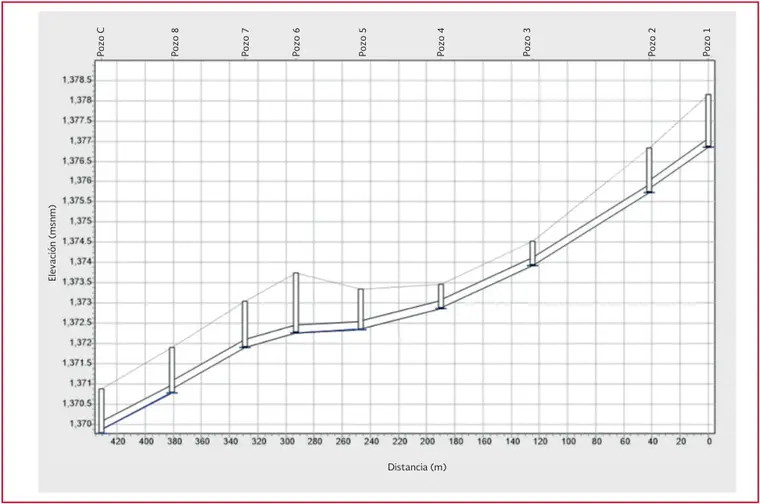 Pozo C
Pozo 8
Pozo 7
Pozo 6
Pozo 5
Pozo 4
Pozo 3
Pozo 2
Pozo 1
1,378.5
1,378
1,377.5
1,377
1,376.5
1,376
1,375.5
1,375
1,374.5
1,374
1,373.5
1,373
1,372.5
1,372
1,371.5
1,371
1,370.5
1,370
Elevación (msnm)
420 400 380 360 340 320 300 280 260 240 220 200 180 160 140 120 100 80 60 40 20 0
Distancia (m)